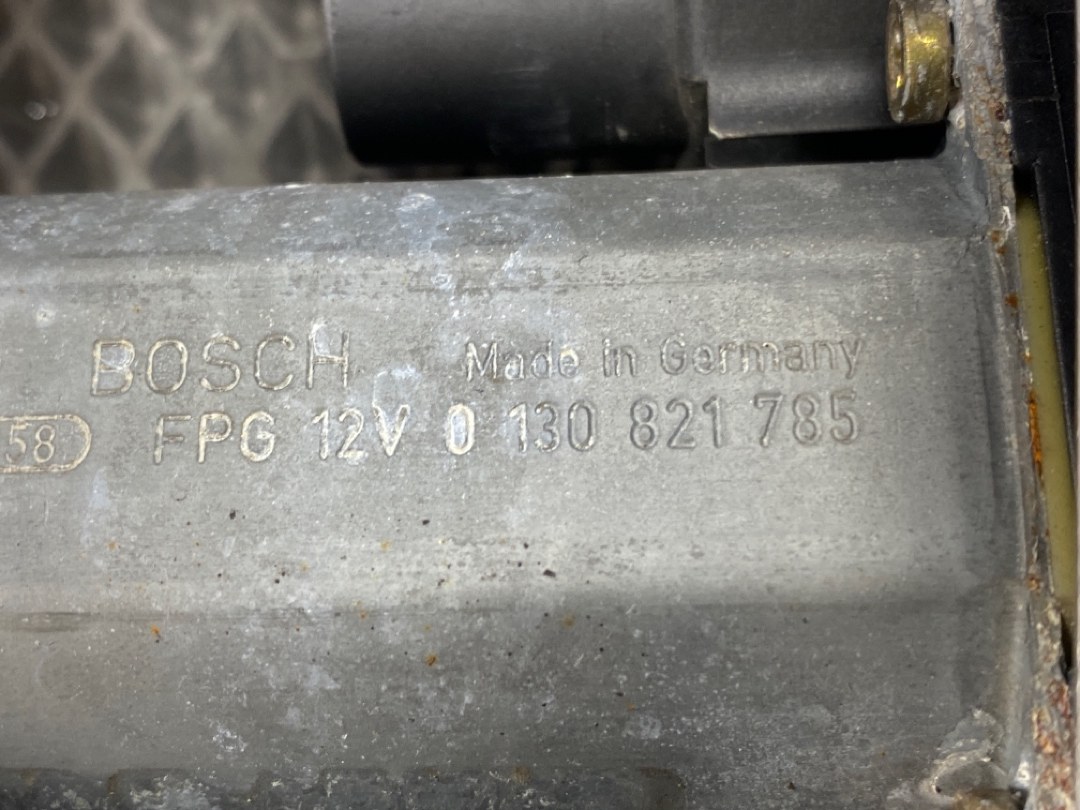 BOSCH Made in Germany
58 FPG 12V 0 130 821 785